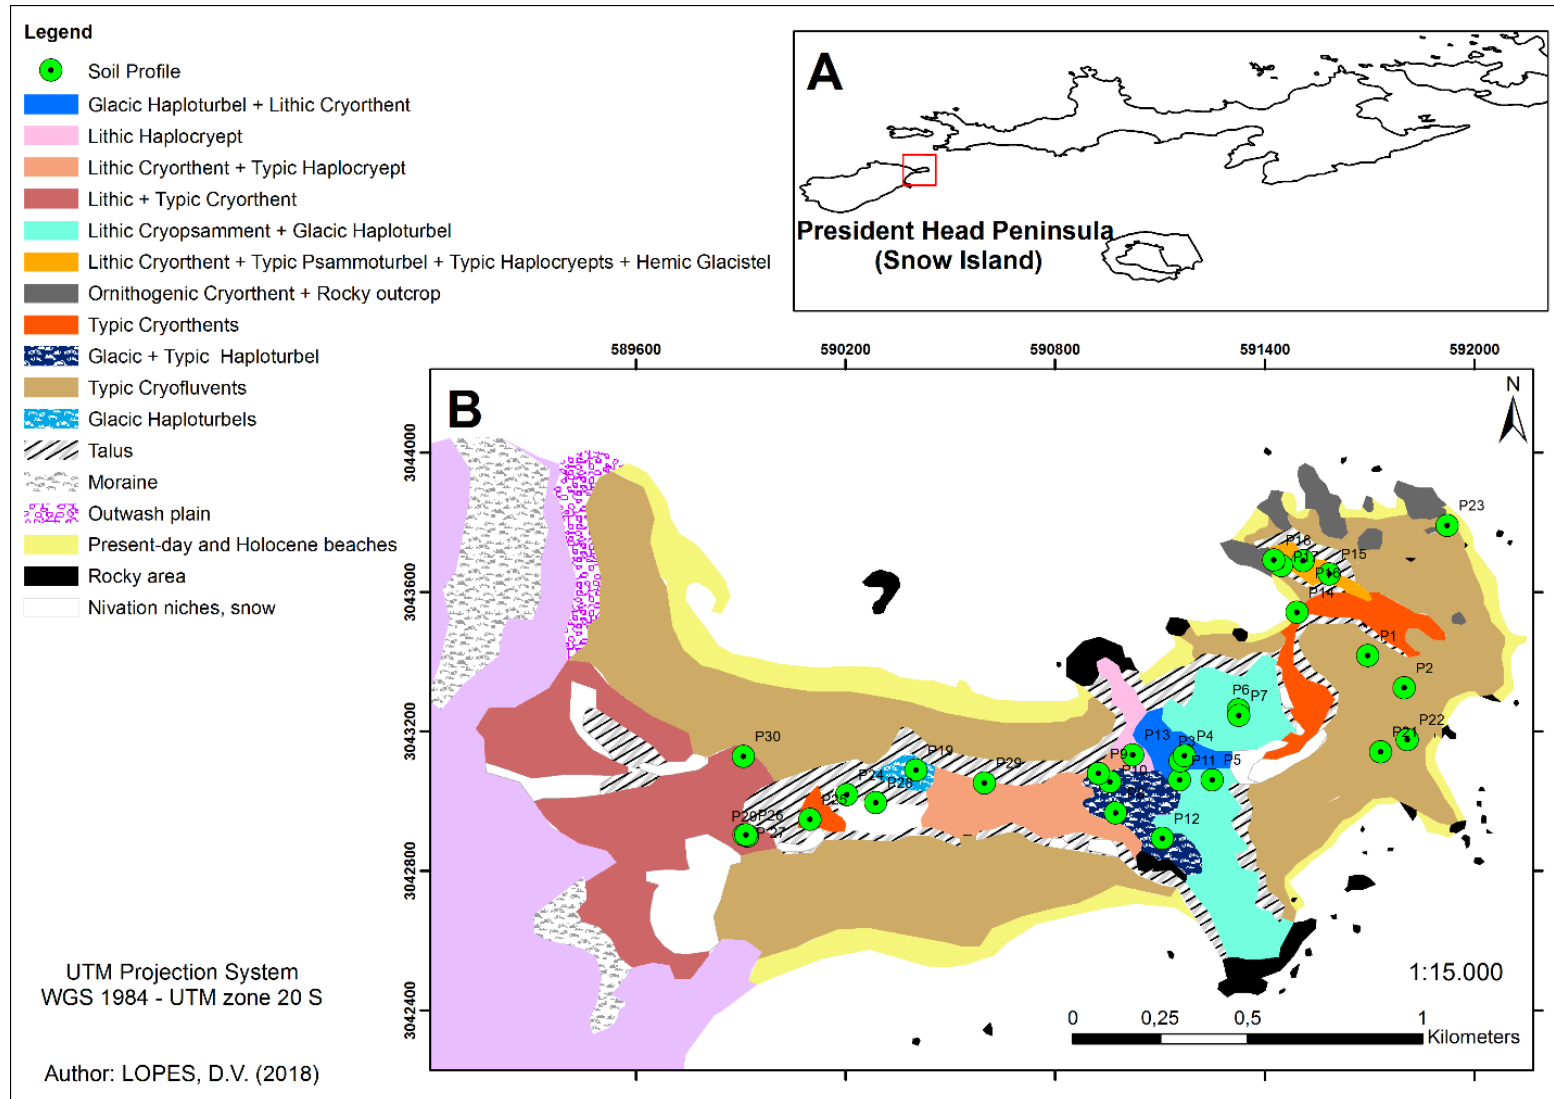 Legend
Soil Profile
Glacic Haploturbel + Lithic Cryorthent
Lithic Haplocryept
Lithic Cryorthent + Typic Haplocryept
Lithic + Typic Cryorthent
Lithic Cryopsamment + Glacic Haploturbel
Lithic Cryorthent + Typic Psammoturbel + Typic Haplocryepts + Hemic Glacistel
Ornithogenic Cryorthent + Rocky outcrop
Typic Cryorthents
Glacic + Typic Haploturbel
Typic Cryofluvents
Glacic Haploturbels
Talus
Moraine
Outwash plain
Present-day and Holocene beaches
Rocky area
Nivation niches, snow
UTM Projection System
WGS 1984 - UTM zone 20 S
Author: LOPES, D.V. (2018)
A
President Head Peninsula
(Snow Island)
589600 590200 590800 591400 592000
B
N
3044000
3043600
3043200
3042800
3042400
P23
P18
P17
P15
P16
P14
P1
P2
P6
P7
P22
P21
P30
P13
P3
P4
P19
P9
P10
P11
P5
P29
P24
P28
P25
P12
P26
P27
1:15.000
0 0,25 0,5 1
Kilometers